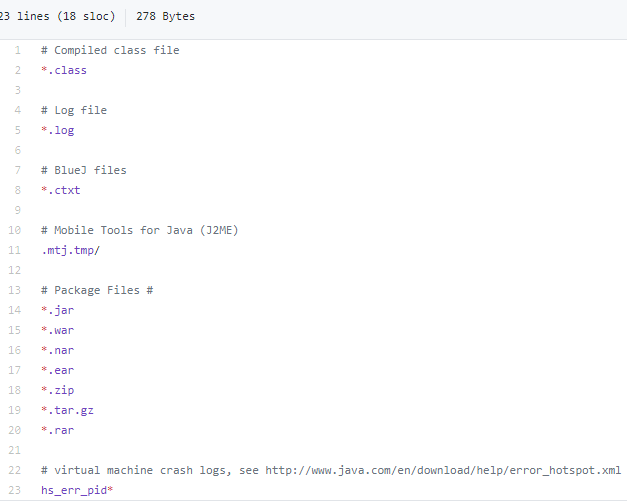 23 lines (18 sloc) 278 Bytes
1 # Compiled class file
2 *.class
3
4 # Log file
5 *.log
6
7 # BlueJ files
8 *.ctxt
9
10 # Mobile Tools for Java (J2ME)
11 .mtj.tmp/
12
13 # Package Files #
14 *.jar
15 *.war
16 *.nar
17 *.ear
18 *.zip
19 *.tar.gz
20 *.rar
21
22 # virtual machine crash logs, see http://www.java.com/en/download/help/error_hotspot.xml
23 hs_err_pid*